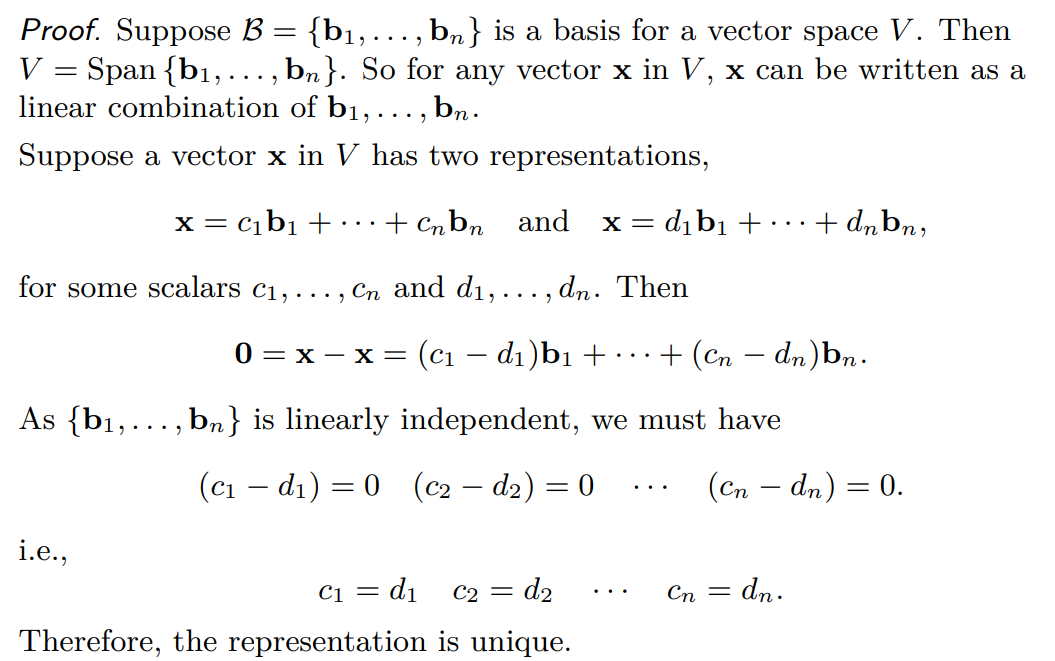 Proof. Suppose ℬ = {b₁, . . . , bₙ} is a basis for a vector space V. Then
V = Span {b₁, . . . , bₙ}. So for any vector x in V, x can be written as a
linear combination of b₁, . . . , bₙ.
Suppose a vector x in V has two representations,
x = c₁b₁ + · · · + cₙbₙ and x = d₁b₁ + · · · + dₙbₙ,
for some scalars c₁, . . . , cₙ and d₁, . . . , dₙ. Then
0 = x − x = (c₁ − d₁)b₁ + · · · + (cₙ − dₙ)bₙ.
As {b₁, . . . , bₙ} is linearly independent, we must have
(c₁ − d₁) = 0 (c₂ − d₂) = 0 · · · (cₙ − dₙ) = 0.
i.e.,
c₁ = d₁ c₂ = d₂ · · · cₙ = dₙ.
Therefore, the representation is unique.